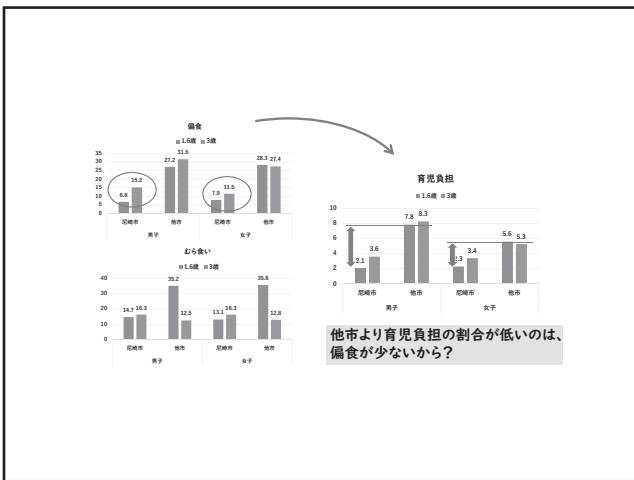 偏食
■1.6歳 ■3歳
35
30
25
20
15
10
5
0
6.8 15.2 27.2 31.6 7.9 11.5 28.3 27.4
尼崎市 他市 尼崎市 他市
男子 女子
むら食い
■1.6歳 ■3歳
40
30
20
10
0
14.7 16.3 35.2 12.5 13.1 16.3 35.8 12.8
尼崎市 他市 尼崎市 他市
男子 女子
育児負担
■1.6歳 ■3歳
10
8
6
4
2
0
2.1 3.6 7.8 8.3 2.3 3.4 5.6 5.3
尼崎市 他市 尼崎市 他市
男子 女子
他市より育児負担の割合が低いのは、
偏食が少ないから?